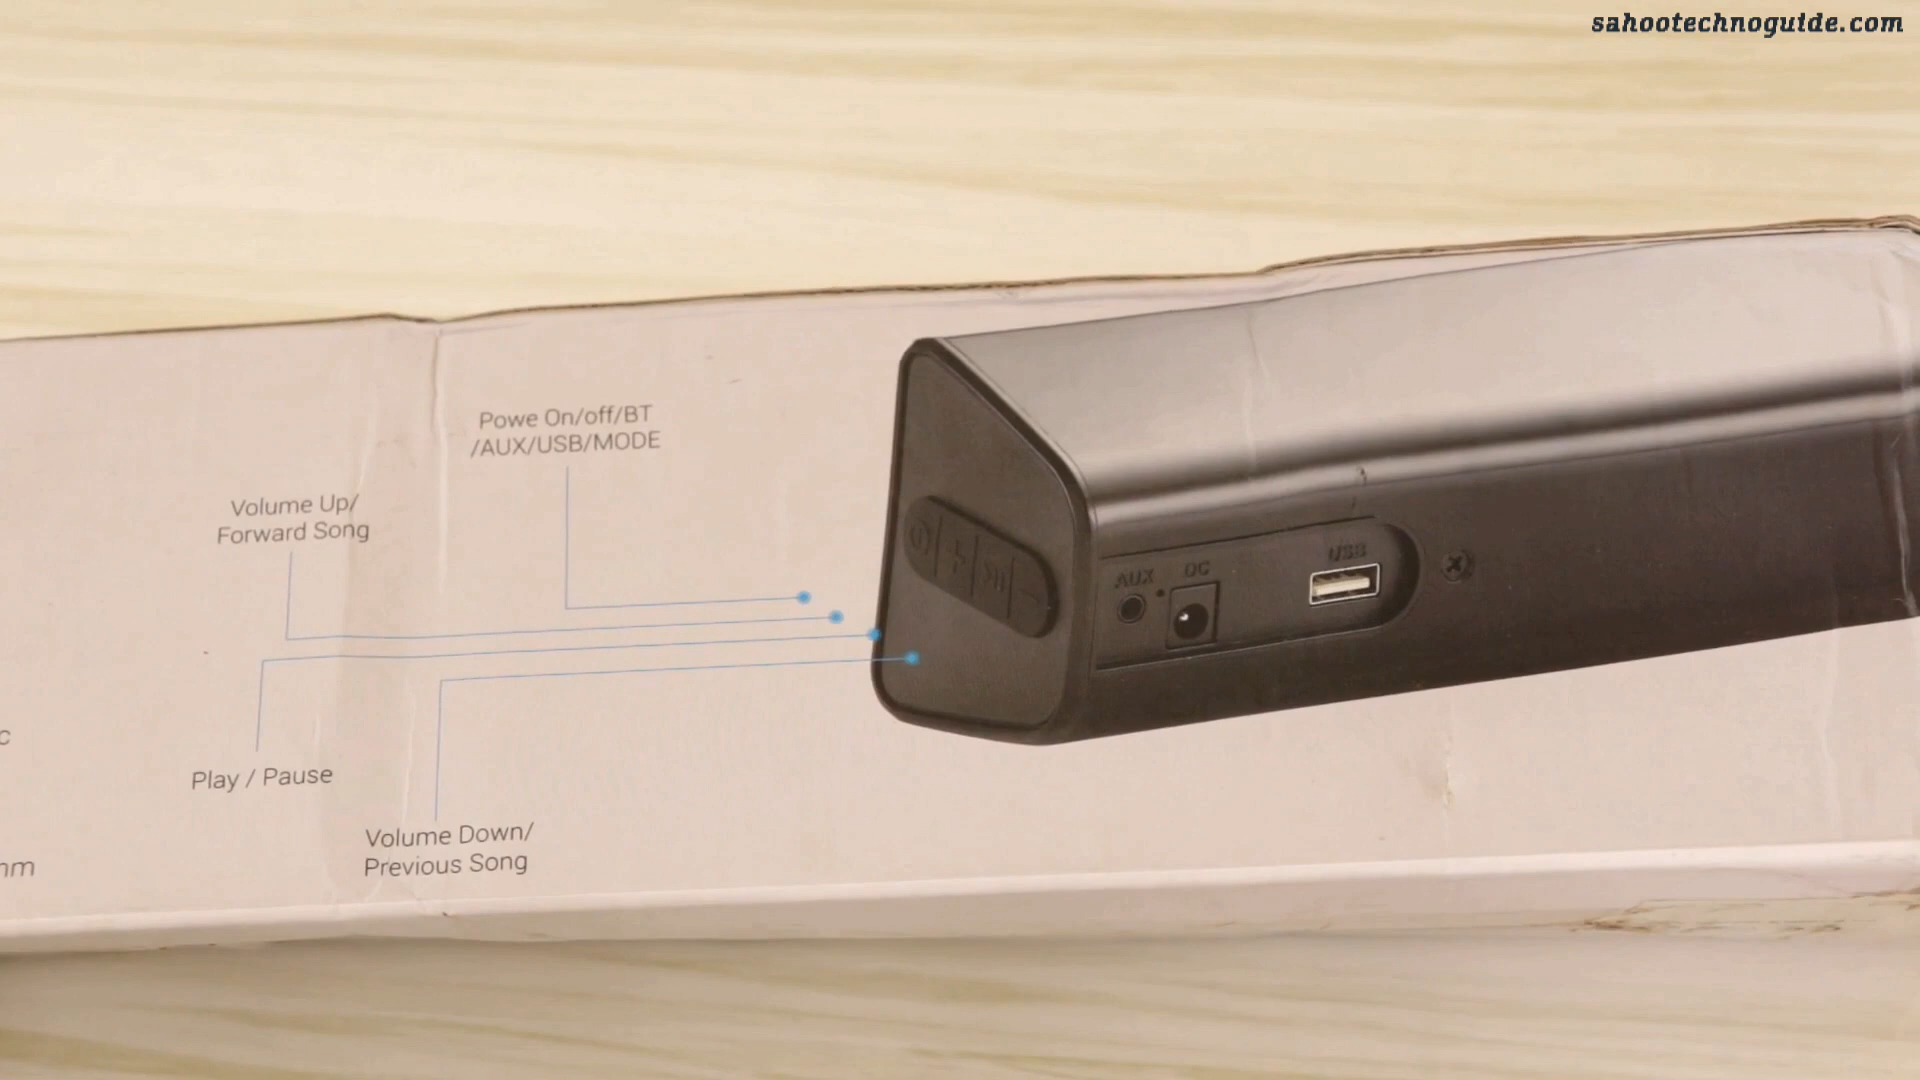 sahootechnoguide.com
Powe On/off/BT
/AUX/USB/MODE
Volume Up/
Forward Song
AUX DC USB
Play / Pause
Volume Down/
Previous Song